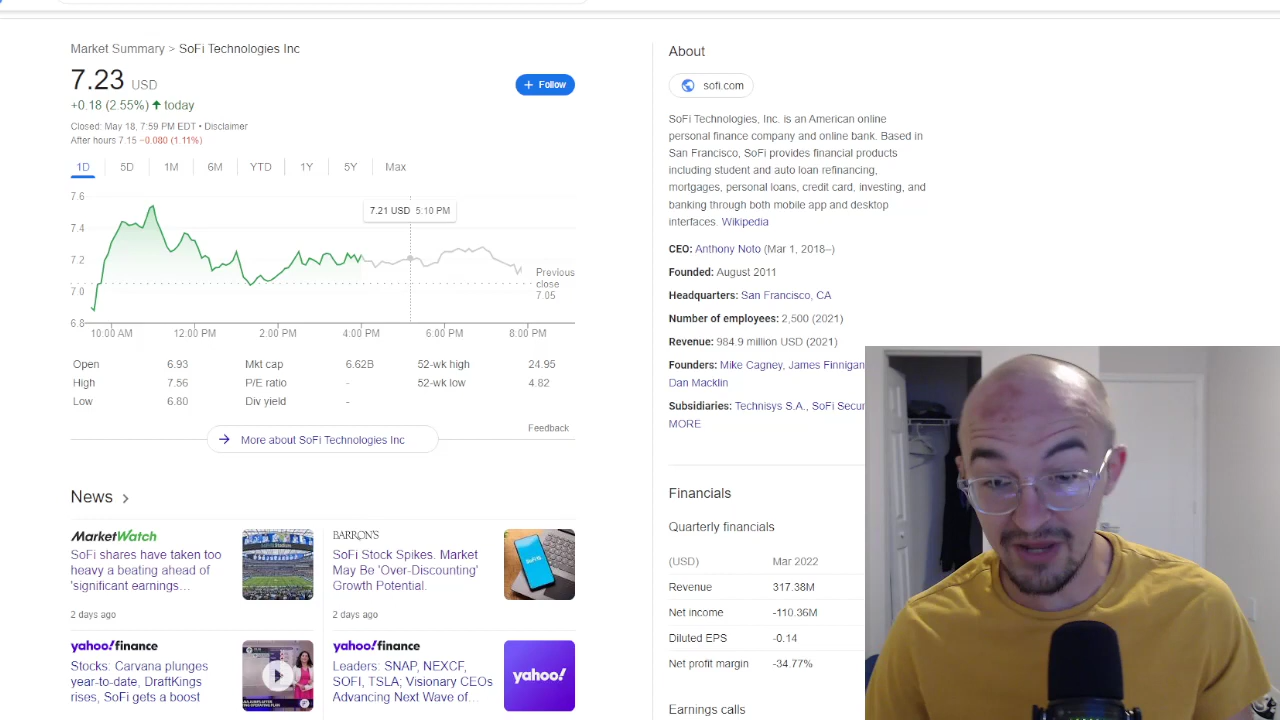 Market Summary > SoFi Technologies Inc
7.23 USD
+ Follow
+0.18 (2.55%) ↑ today
Closed: May 18, 7:59 PM EDT • Disclaimer
After hours 7.15 −0.080 (1.11%)
1D 5D 1M 6M YTD 1Y 5Y Max
7.6
7.4
7.2
7.0
6.8
7.21 USD 5:10 PM
Previous
close
7.05
10:00 AM 12:00 PM 2:00 PM 4:00 PM 6:00 PM 8:00 PM
Open 6.93 Mkt cap 6.62B 52-wk high 24.95
High 7.56 P/E ratio - 52-wk low 4.82
Low 6.80 Div yield -
Feedback
→ More about SoFi Technologies Inc
News >
MarketWatch
SoFi shares have taken too
heavy a beating ahead of
'significant earnings...
2 days ago
BARRON'S
SoFi Stock Spikes. Market
May Be 'Over-Discounting'
Growth Potential.
2 days ago
yahoo!finance
Stocks: Carvana plunges
year-to-date, DraftKings
rises, SoFi gets a boost
yahoo!finance
Leaders: SNAP, NEXCF,
SOFI, TSLA; Visionary CEOs
Advancing Next Wave of...
yahoo!
About
sofi.com
SoFi Technologies, Inc. is an American online
personal finance company and online bank. Based in
San Francisco, SoFi provides financial products
including student and auto loan refinancing,
mortgages, personal loans, credit card, investing, and
banking through both mobile app and desktop
interfaces. Wikipedia
CEO: Anthony Noto (Mar 1, 2018–)
Founded: August 2011
Headquarters: San Francisco, CA
Number of employees: 2,500 (2021)
Revenue: 984.9 million USD (2021)
Founders: Mike Cagney, James Finnigan
Dan Macklin
Subsidiaries: Technisys S.A., SoFi Secur
MORE
Financials
Quarterly financials
(USD) Mar 2022
Revenue 317.38M
Net income -110.36M
Diluted EPS -0.14
Net profit margin -34.77%
Earnings calls